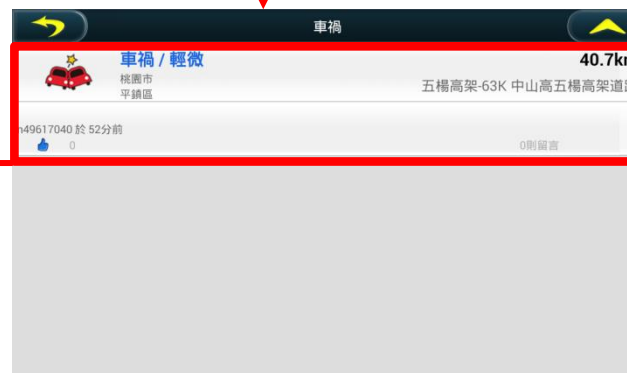 車禍
車禍 / 輕微
40.7k
桃園市
平鎮區
五楊高架-63K 中山高五楊高架道
49617040 於 52分前
0
0則留言